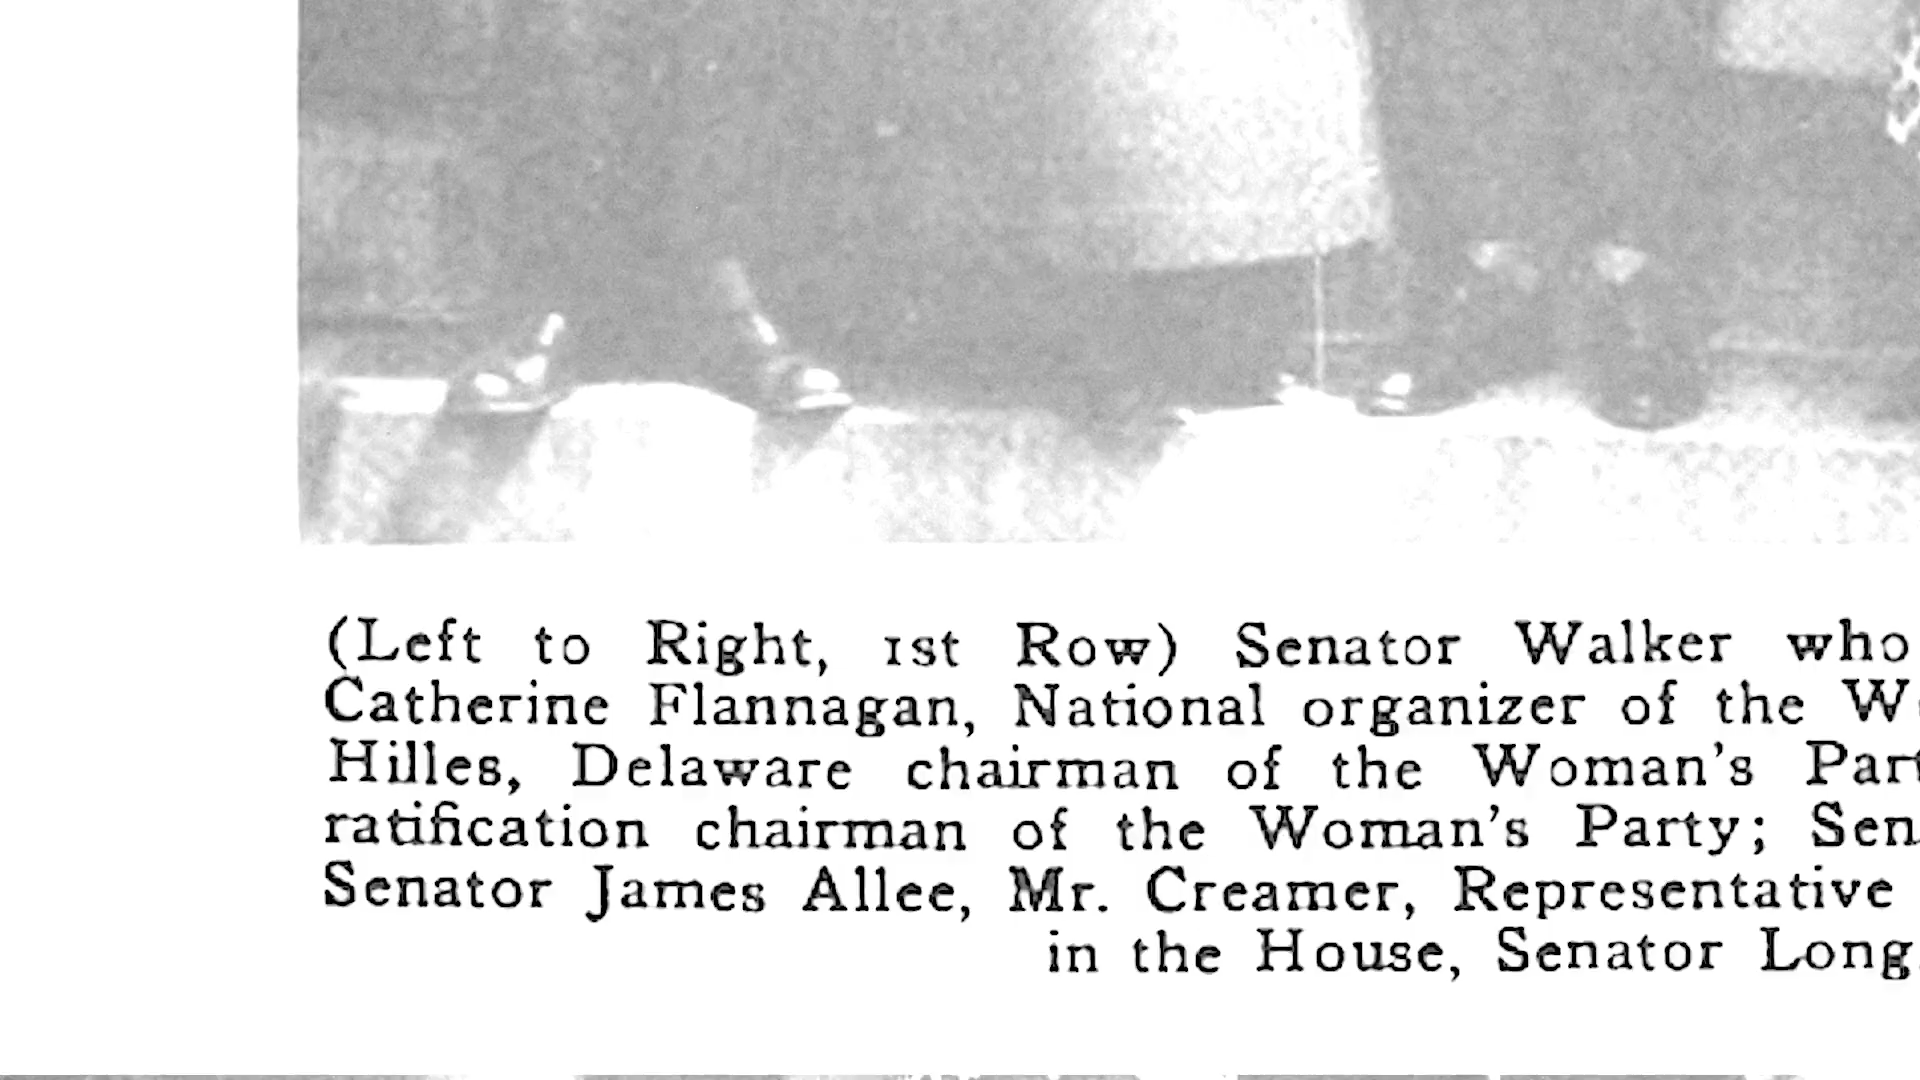 (Left to Right, 1st Row) Senator Walker who
Catherine Flannagan, National organizer of the
Hilles, Delaware chairman of the Woman's
ratification chairman of the Woman's Party;
Senator James Allee, Mr. Creamer, Representative
in the House, Senator Long